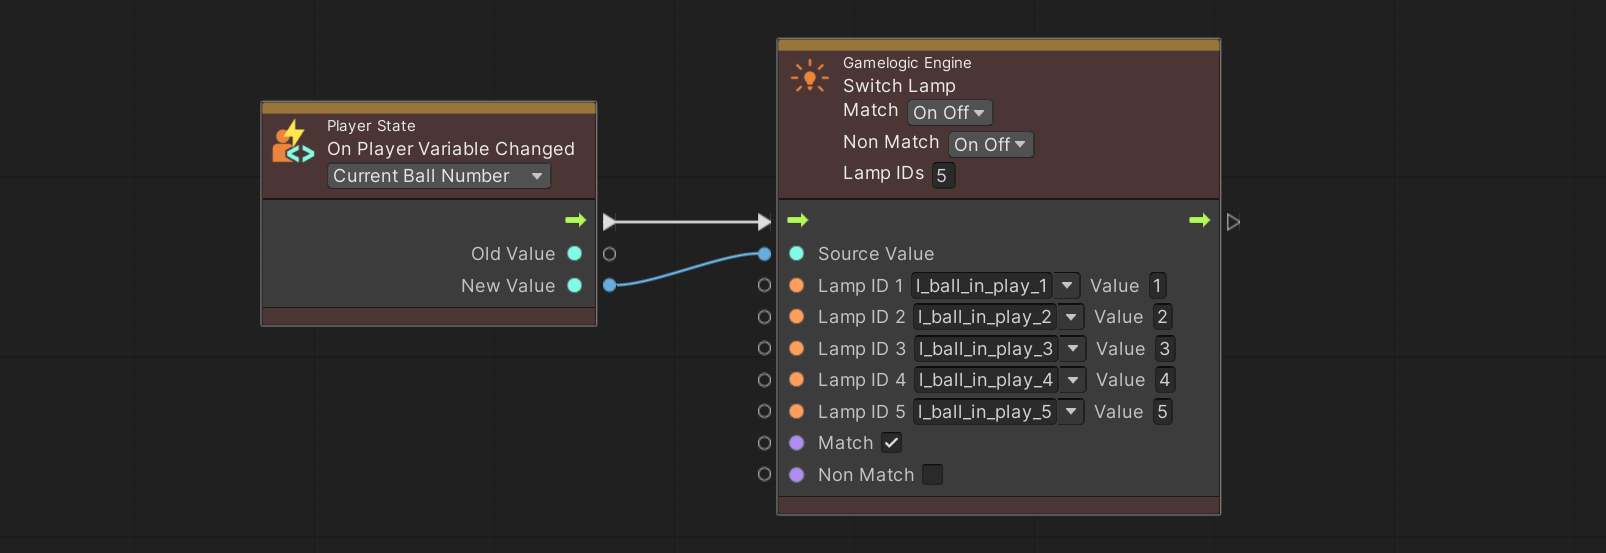 Player State
On Player Variable Changed
Current Ball Number
Old Value
New Value
Gamelogic Engine
Switch Lamp
Match On Off
Non Match On Off
Lamp IDs 5
Source Value
Lamp ID 1 l_ball_in_play_1 Value 1
Lamp ID 2 l_ball_in_play_2 Value 2
Lamp ID 3 l_ball_in_play_3 Value 3
Lamp ID 4 l_ball_in_play_4 Value 4
Lamp ID 5 l_ball_in_play_5 Value 5
Match
Non Match